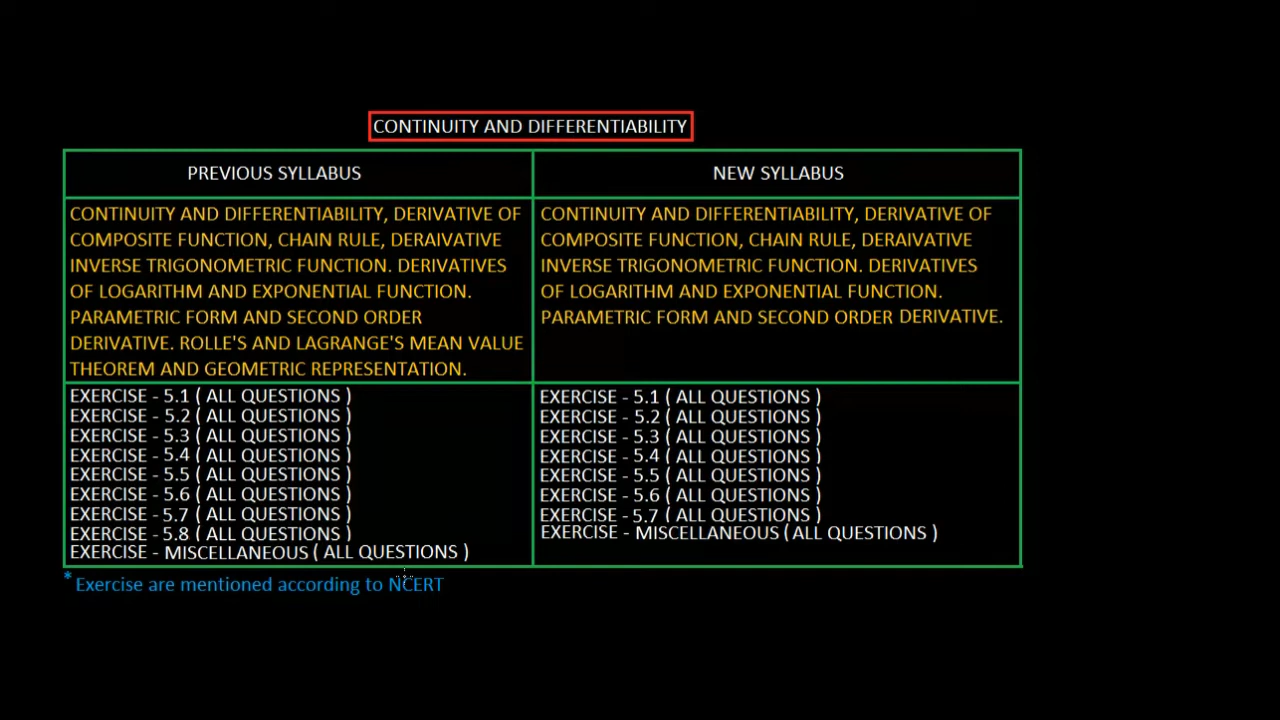 CONTINUITY AND DIFFERENTIABILITY
PREVIOUS SYLLABUS
NEW SYLLABUS
CONTINUITY AND DIFFERENTIABILITY, DERIVATIVE OF
COMPOSITE FUNCTION, CHAIN RULE, DERAIVATIVE
INVERSE TRIGONOMETRIC FUNCTION. DERIVATIVES
OF LOGARITHM AND EXPONENTIAL FUNCTION.
PARAMETRIC FORM AND SECOND ORDER
DERIVATIVE. ROLLE'S AND LAGRANGE'S MEAN VALUE
THEOREM AND GEOMETRIC REPRESENTATION.
CONTINUITY AND DIFFERENTIABILITY, DERIVATIVE OF
COMPOSITE FUNCTION, CHAIN RULE, DERAIVATIVE
INVERSE TRIGONOMETRIC FUNCTION. DERIVATIVES
OF LOGARITHM AND EXPONENTIAL FUNCTION.
PARAMETRIC FORM AND SECOND ORDER DERIVATIVE.
EXERCISE - 5.1 ( ALL QUESTIONS )
EXERCISE - 5.2 ( ALL QUESTIONS )
EXERCISE - 5.3 ( ALL QUESTIONS )
EXERCISE - 5.4 ( ALL QUESTIONS )
EXERCISE - 5.5 ( ALL QUESTIONS )
EXERCISE - 5.6 ( ALL QUESTIONS )
EXERCISE - 5.7 ( ALL QUESTIONS )
EXERCISE - 5.8 ( ALL QUESTIONS )
EXERCISE - MISCELLANEOUS ( ALL QUESTIONS )
EXERCISE - 5.1 ( ALL QUESTIONS )
EXERCISE - 5.2 ( ALL QUESTIONS )
EXERCISE - 5.3 ( ALL QUESTIONS )
EXERCISE - 5.4 ( ALL QUESTIONS )
EXERCISE - 5.5 ( ALL QUESTIONS )
EXERCISE - 5.6 ( ALL QUESTIONS )
EXERCISE - 5.7 ( ALL QUESTIONS )
EXERCISE - MISCELLANEOUS ( ALL QUESTIONS )
* Exercise are mentioned according to NCERT